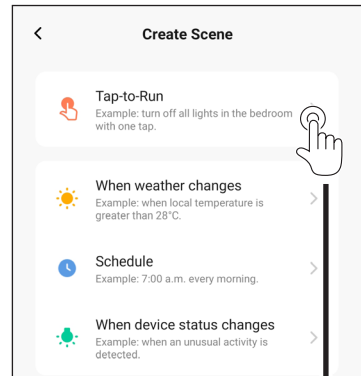 Create Scene
Tap-to-Run
Example: turn off all lights in the bedroom
with one tap.
When weather changes
Example: when local temperature is
greater than 28°C.
Schedule
Example: 7:00 a.m. every morning.
When device status changes
Example: when an unusual activity is
detected.